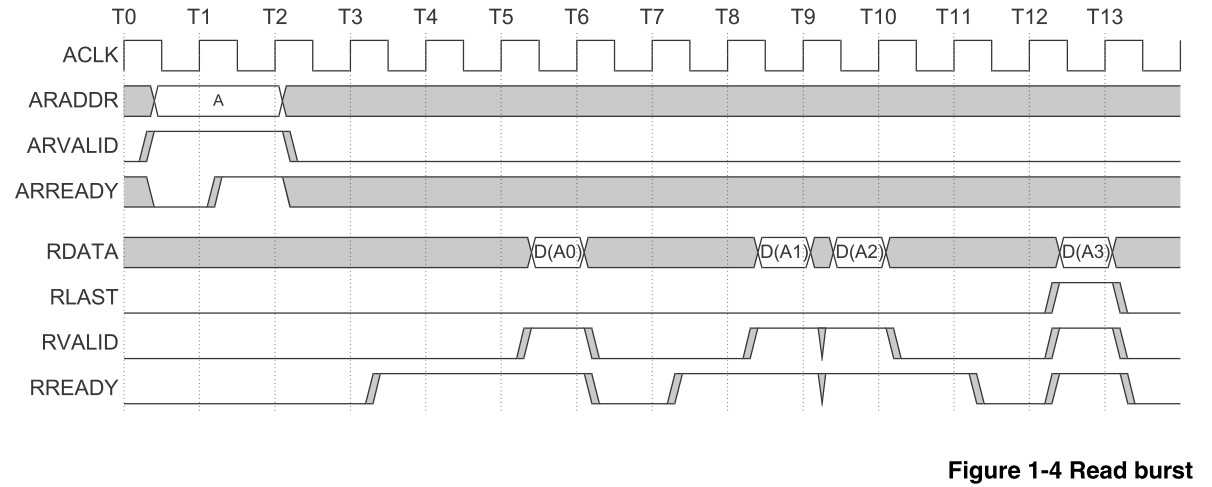 T0 T1 T2 T3 T4 T5 T6 T7 T8 T9 T10 T11 T12 T13
ACLK
ARADDR A
ARVALID
ARREADY
RDATA D(A0) D(A1) D(A2) D(A3)
RLAST
RVALID
RREADY
Figure 1-4 Read burst